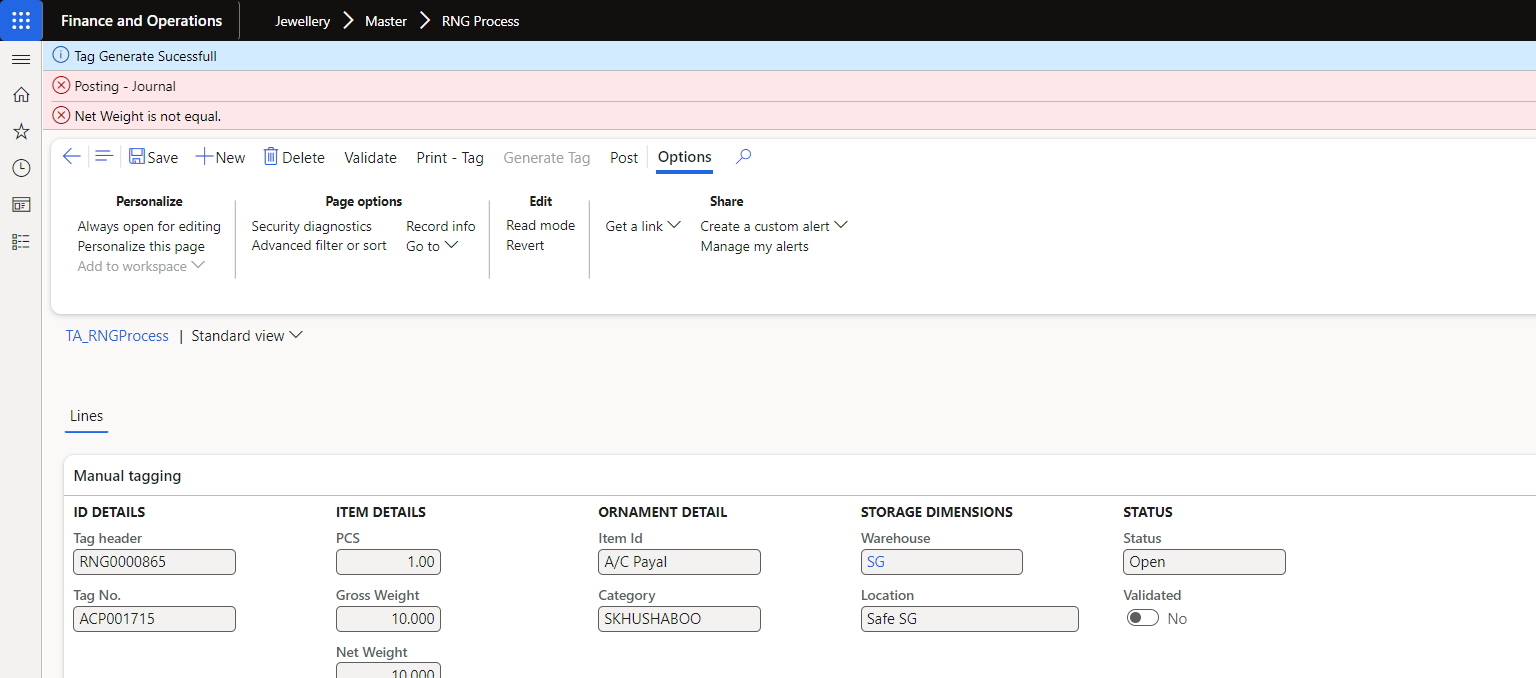 Finance and Operations Jewellery Master RNG Process
Tag Generate Sucessfull
Posting - Journal
Net Weight is not equal.
Save New Delete Validate Print - Tag Generate Tag Post Options
Personalize Page options Edit Share
Always open for editing Security diagnostics Record info Read mode Get a link Create a custom alert
Personalize this page Advanced filter or sort Go to Revert Manage my alerts
Add to workspace
TA_RNGProcess | Standard view
Lines
Manual tagging
ID DETAILS ITEM DETAILS ORNAMENT DETAIL STORAGE DIMENSIONS STATUS
Tag header PCS Item Id Warehouse Status
RNG0000865 1.00 A/C Payal SG Open
Tag No. Gross Weight Category Location Validated
ACP001715 10.000 SKHUSHABOO Safe SG No
Net Weight
10.000